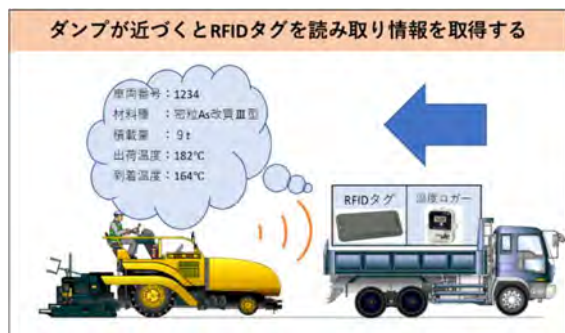 ダンプが近づくとRFIDタグを読み取り情報を取得する
車両番号：1234
材料種　：密粒As改質Ⅲ型
積載量　：９t
出荷温度：182℃
到着温度：164℃
RFIDタグ
温度ロガー